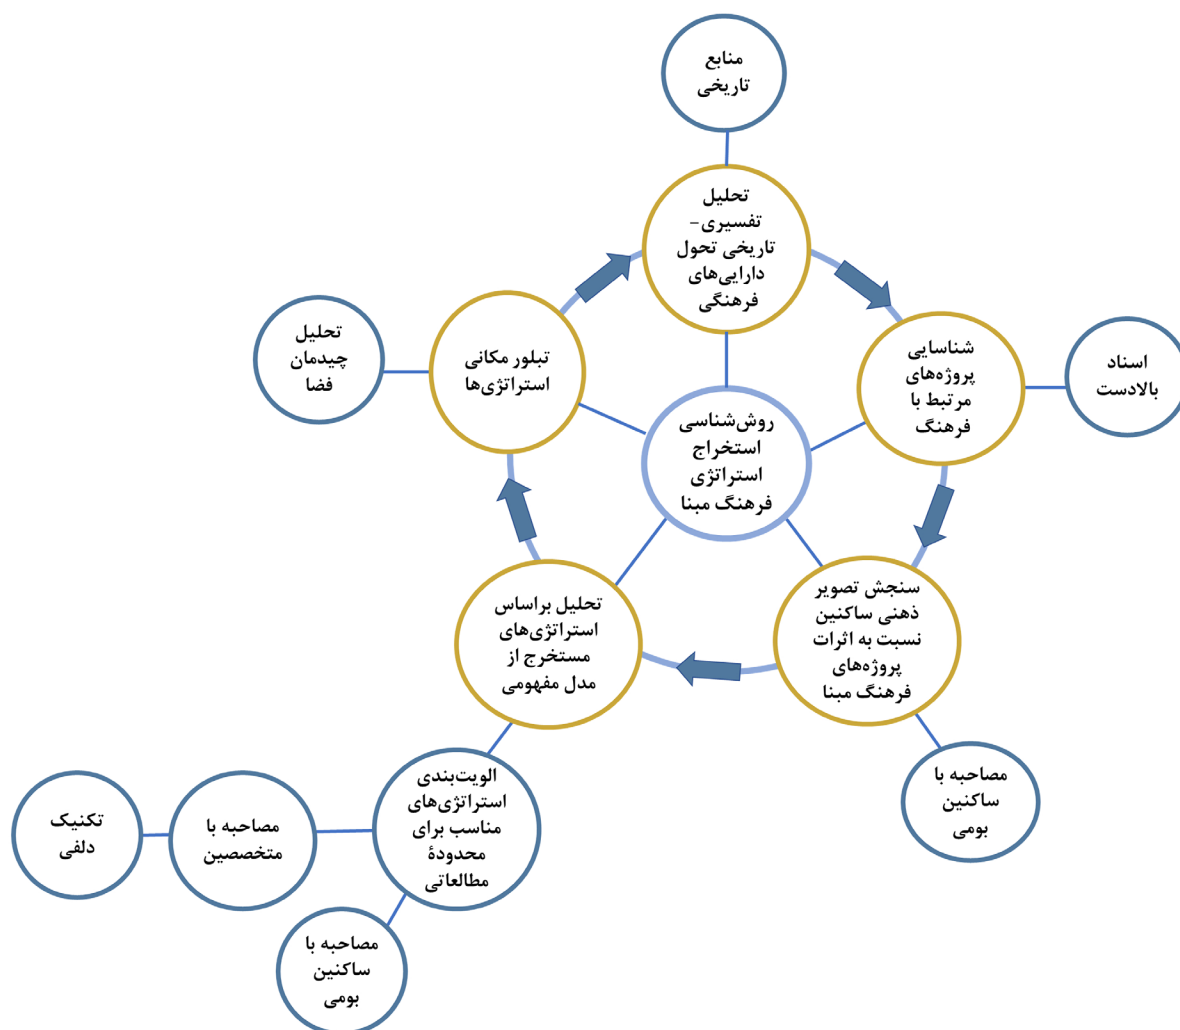 منابع
تاریخی
تحلیل
تفسیری–
تاریخی تحول
دارایی‌های
فرهنگی
شناسایی
پروژه‌های
مرتبط با
فرهنگ
اسناد
بالادست
تبلور مکانی
استراتژی‌ها
تحلیل
چیدمان
فضا
روش‌شناسی
استخراج
استراتژی
فرهنگ مبنا
سنجش تصویر
ذهنی ساکنین
نسبت به اثرات
پروژه‌های
فرهنگ مبنا
مصاحبه با
ساکنین
بومی
تحلیل براساس
استراتژی‌های
مستخرج از
مدل مفهومی
الویت‌بندی
استراتژی‌های
مناسب برای
محدودهٔ
مطالعاتی
مصاحبه با
متخصصین
تکنیک
دلفی
مصاحبه با
ساکنین
بومی